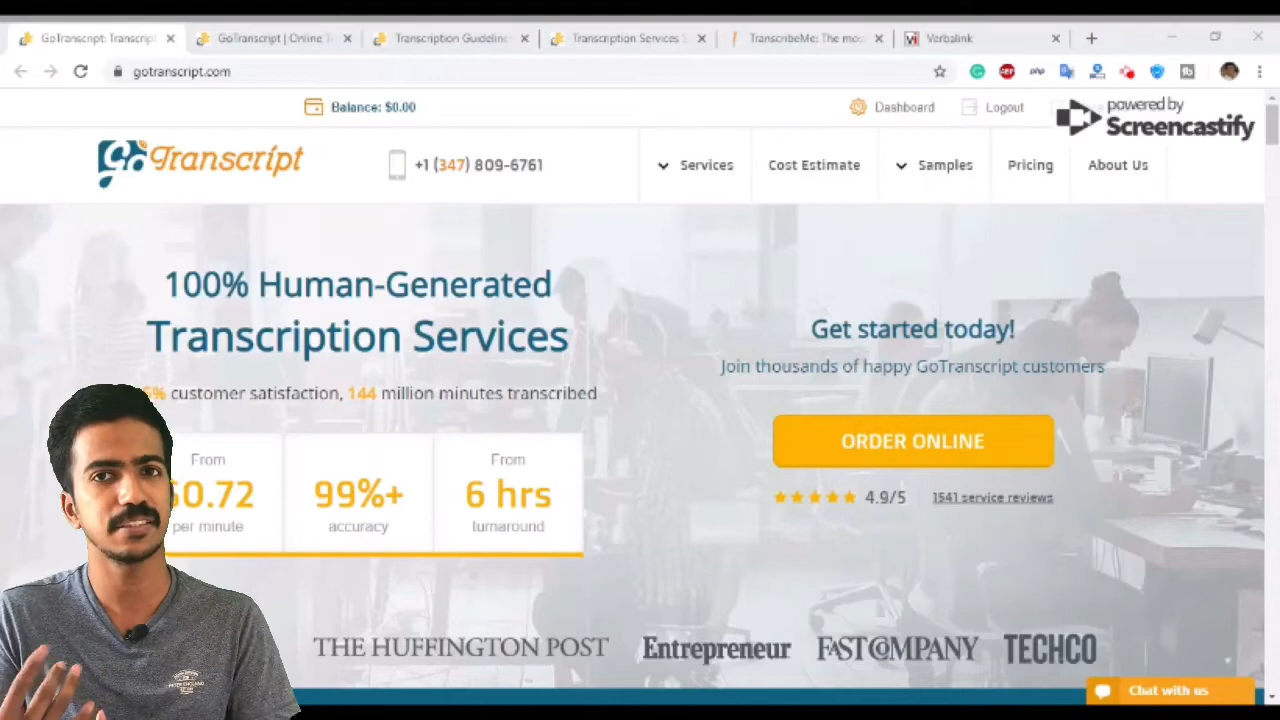 GoTranscript: Transcript
GoTranscript | Online T
Transcription Guideline
Transcription Services S
TranscribeMe: The mos
Verbalink
gotranscript.com
Balance: $0.00
Dashboard
Logout
powered by
Screencastify
GoTranscript
+1 (347) 809-6761
Services
Cost Estimate
Samples
Pricing
About Us
100% Human-Generated
Transcription Services
% customer satisfaction, 144 million minutes transcribed
From
$0.72
per minute
99%+
accuracy
From
6 hrs
turnaround
Get started today!
Join thousands of happy GoTranscript customers
ORDER ONLINE
4.9/5
1541 service reviews
THE HUFFINGTON POST
Entrepreneur
FAST COMPANY
TECHCO
Chat with us